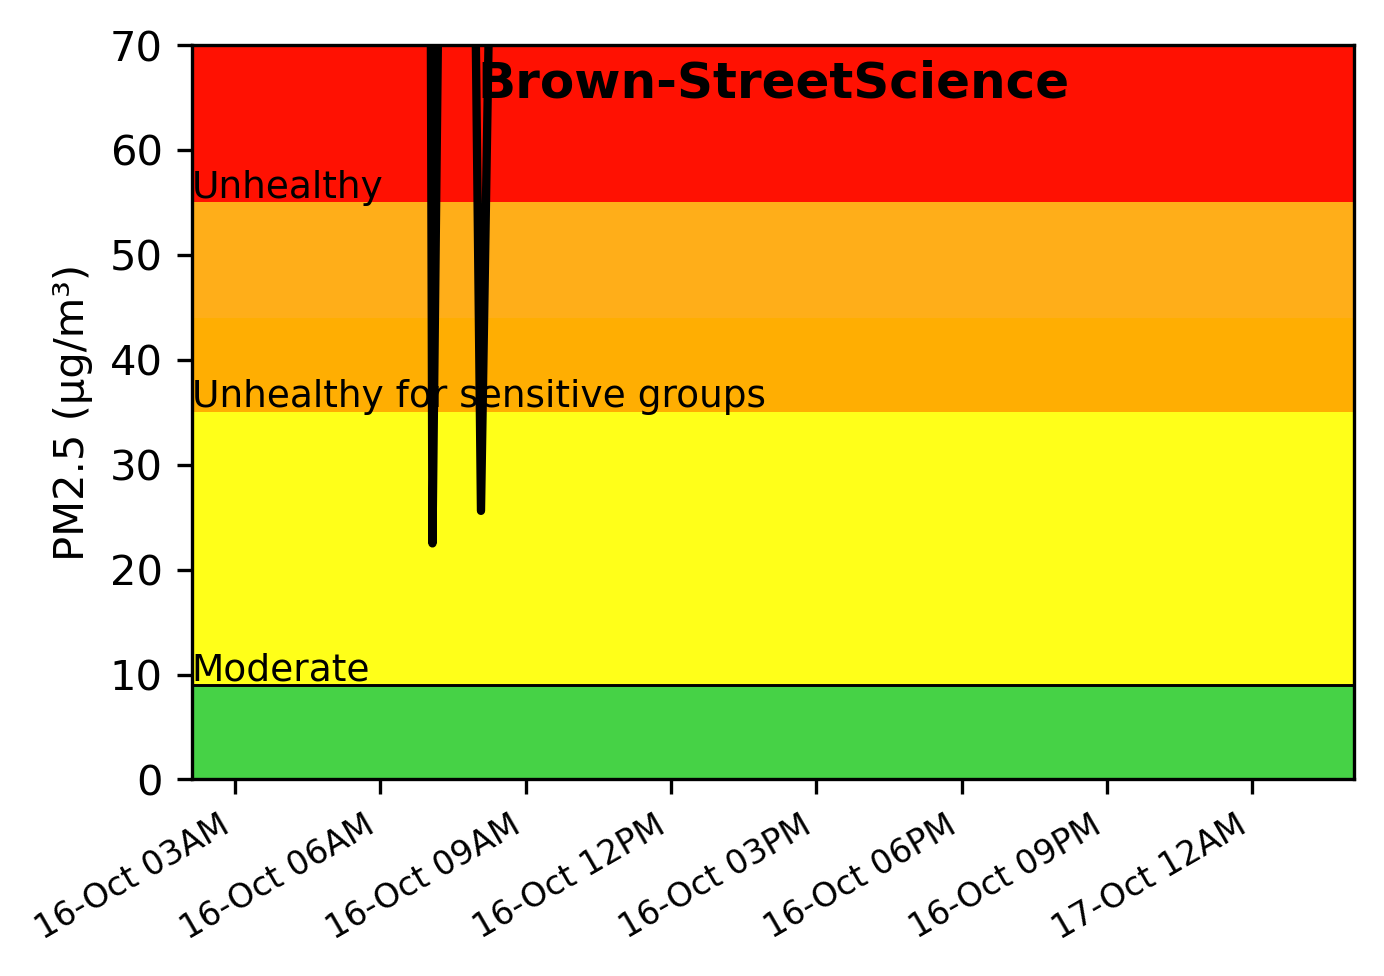 Brown-StreetScience
PM2.5 (µg/m³)
70
60
50
40
30
20
10
0
Unhealthy
Unhealthy for sensitive groups
Moderate
16-Oct 03AM
16-Oct 06AM
16-Oct 09AM
16-Oct 12PM
16-Oct 03PM
16-Oct 06PM
16-Oct 09PM
17-Oct 12AM